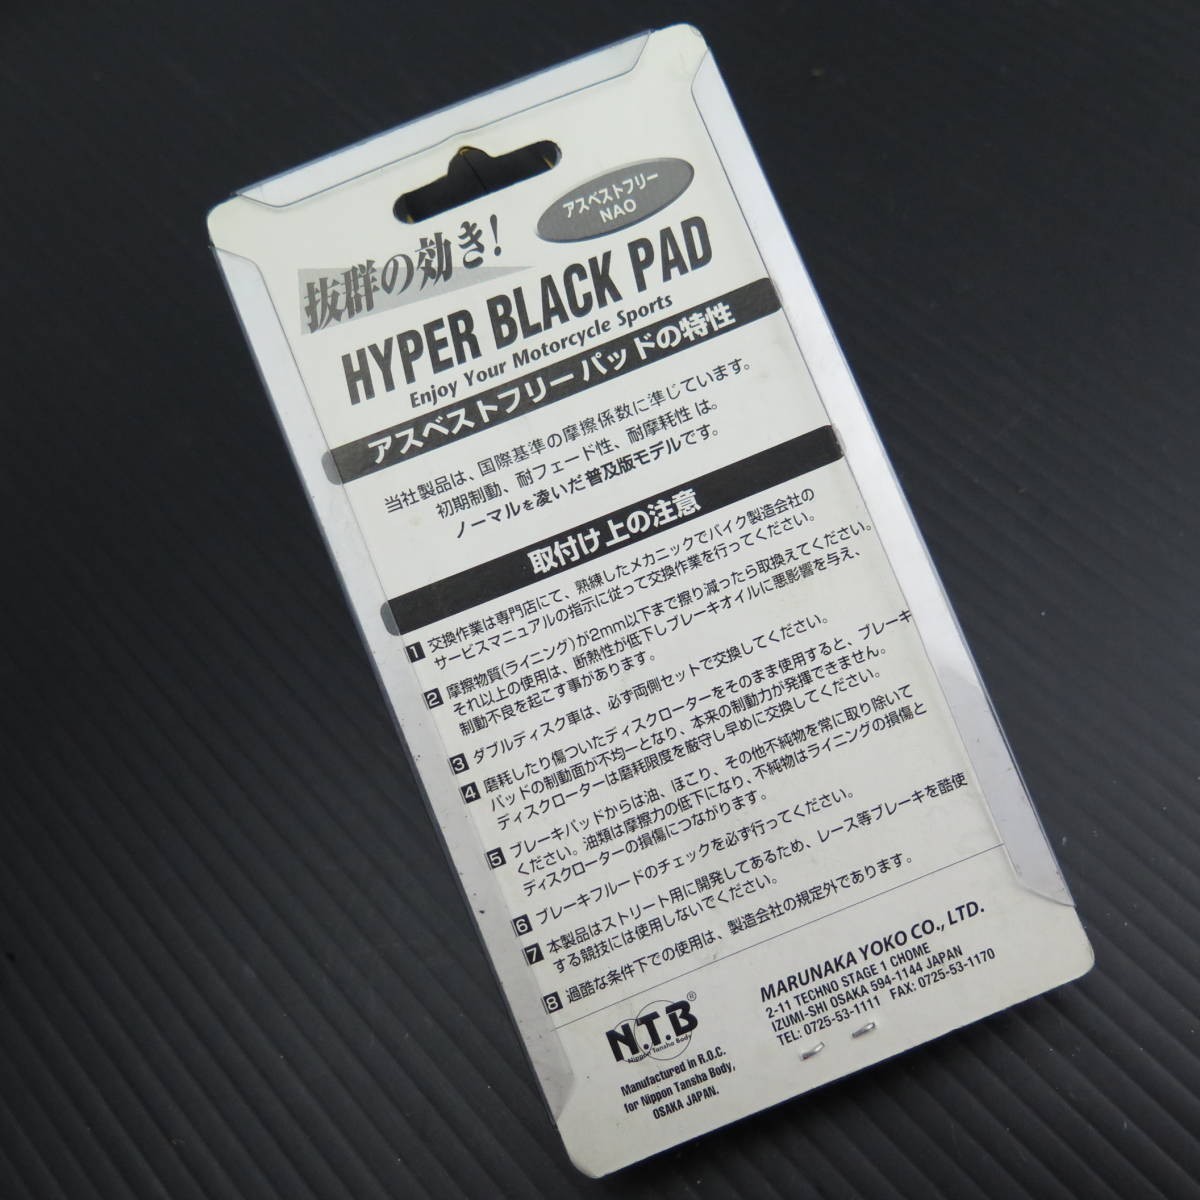 抜群の効き!
アスベストフリー
NAO
HYPER BLACK PAD
Enjoy Your Motorcycle Sports
アスベストフリーパッドの特性
当社製品は、国際基準の摩擦係数に準じています。
初期制動、耐フェード性、耐摩耗性 は。
ノーマルを凌いだ普及版モデルです。
取付け上の注意
1 交換作業は専門店にて、熟練したメカニックでバイク製造会社の
サービスマニュアルの指示に従って交換作業を行ってください。
2 摩擦物質(ライニング)が2mm以下まで擦り減ったら取換えてください。
それ以上の使用は、断熱性が低下しブレーキオイルに悪影響を与え、
制動不良を起こす事があります。
3 ダブルディスク車は、必ず両側セットで交換してください。
4 磨耗したり傷ついたディスクローターをそのまま使用すると、ブレーキ
パッドの制動面が不均一となり、本来の制動力が発揮できません。
ディスクローターは磨耗限度を厳守し早めに交換してください。
5 ブレーキパッドからは油、ほこり、その他不純物を常に取り除いて
ください。油類は摩擦力の低下になり、不純物はライニングの損傷と
ディスクローターの損傷につながります。
6 ブレーキフルードのチェックを必ず行ってください。
7 本製品はストリート用に開発してあるため、レース等ブレーキを酷使
する競技には使用しないでください。
8 過酷な条件下での使用は、製造会社の規定外であります。
N.T.B®
Nippon Tansha Body
Manufactured in R.O.C.
for Nippon Tansha Body,
OSAKA JAPAN.
MARUNAKA YOKO CO., LTD.
2-11 TECHNO STAGE 1 CHOME
IZUMI-SHI OSAKA 594-1144 JAPAN
TEL: 0725-53-1111 FAX: 0725-53-1170